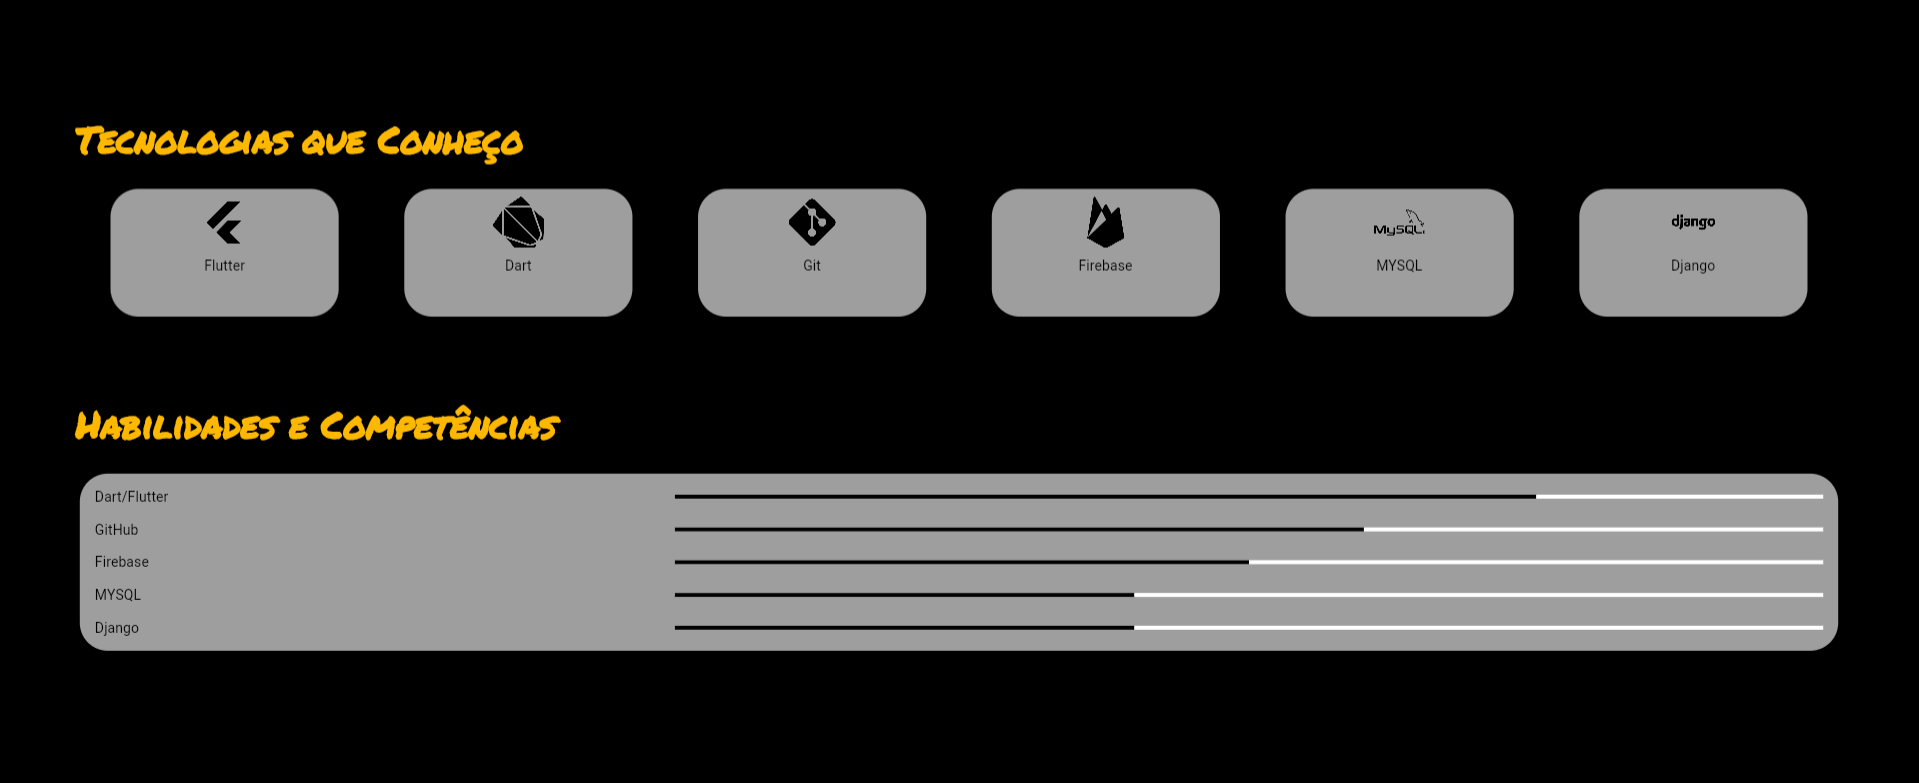 Tecnologias que Conheço
MySQL
django
Flutter
Dart
Git
Firebase
MYSQL
Django
Habilidades e Competências
Dart/Flutter
GitHub
Firebase
MYSQL
Django